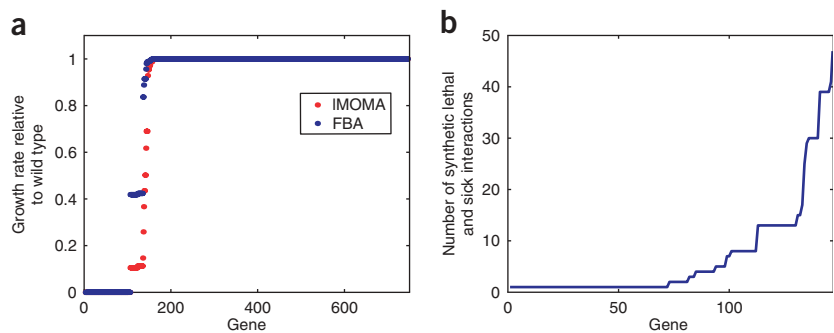 a
Growth rate relative
to wild type
1
0.8
0.6
0.4
0.2
0
0
200
400
600
Gene
lMOMA
FBA
b
Number of synthetic lethal
and sick interactions
50
40
30
20
10
0
0
50
100
Gene